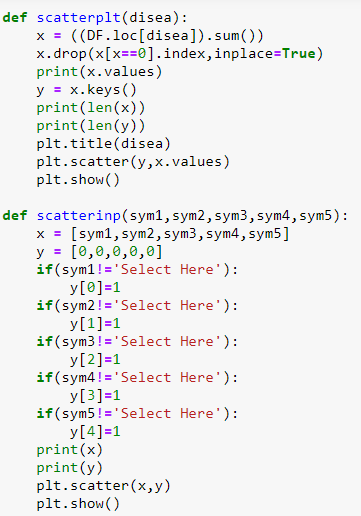 def scatterplt(disea):
    x = ((DF.loc[disea]).sum())
    x.drop(x[x==0].index,inplace=True)
    print(x.values)
    y = x.keys()
    print(len(x))
    print(len(y))
    plt.title(disea)
    plt.scatter(y,x.values)
    plt.show()

def scatterinp(sym1,sym2,sym3,sym4,sym5):
    x = [sym1,sym2,sym3,sym4,sym5]
    y = [0,0,0,0,0]
    if(sym1!='Select Here'):
        y[0]=1
    if(sym2!='Select Here'):
        y[1]=1
    if(sym3!='Select Here'):
        y[2]=1
    if(sym4!='Select Here'):
        y[3]=1
    if(sym5!='Select Here'):
        y[4]=1
    print(x)
    print(y)
    plt.scatter(x,y)
    plt.show()